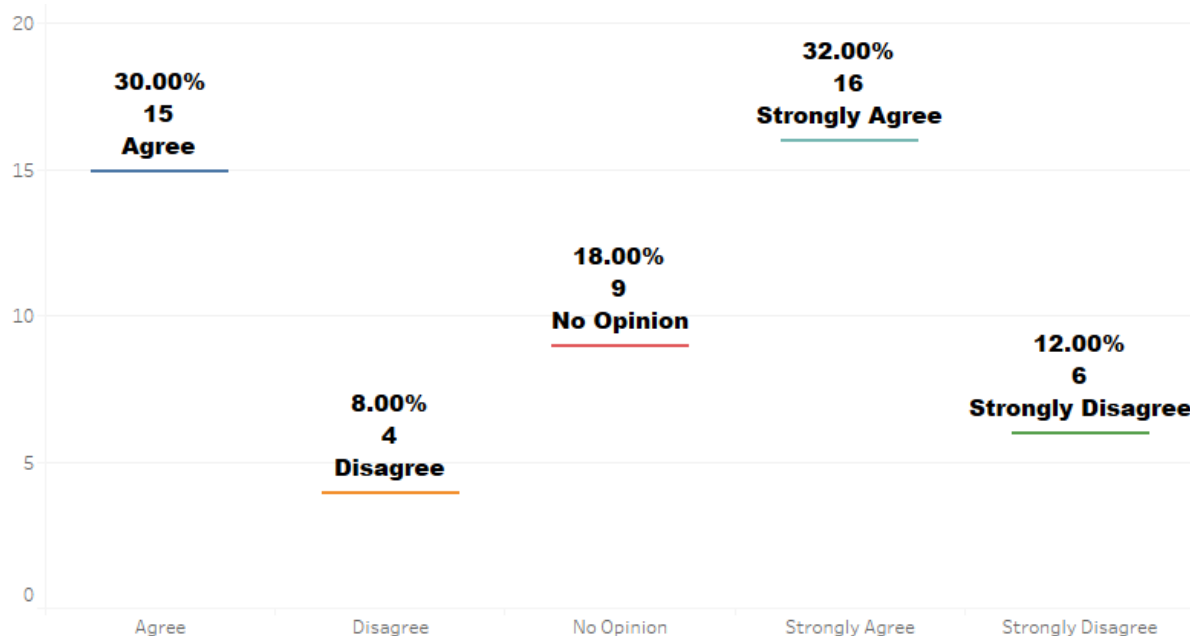 20
32.00%
16
Strongly Agree
30.00%
15
Agree
15
18.00%
9
No Opinion
10
12.00%
6
Strongly Disagree
8.00%
4
Disagree
5
0
Agree
Disagree
No Opinion
Strongly Agree
Strongly Disagree